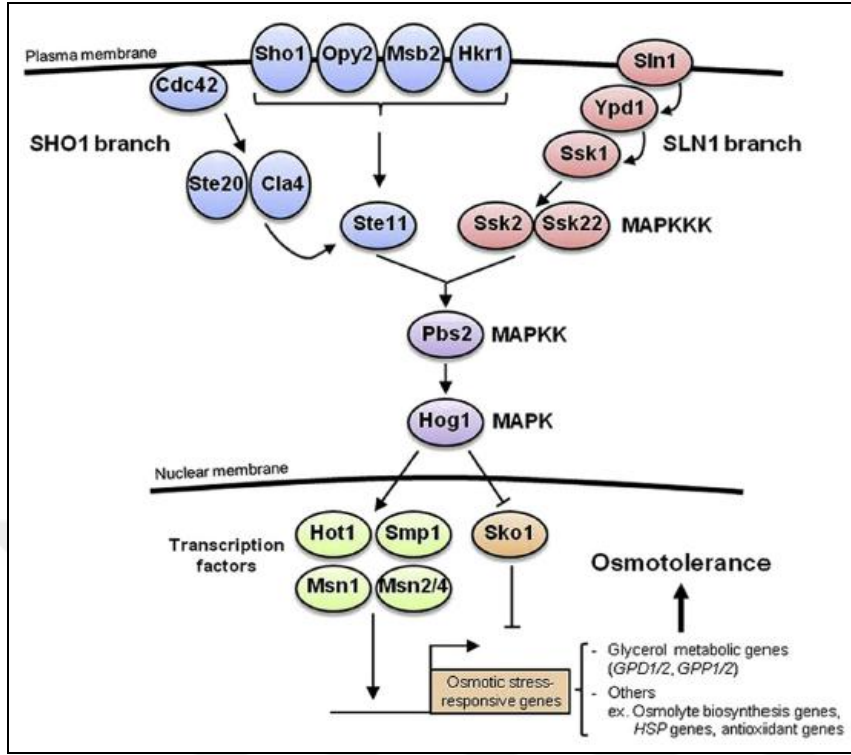 Plasma membrane
Sho1 Opy2 Msb2 Hkr1
Sln1
Cdc42
Ypd1
SHO1 branch
Ssk1
SLN1 branch
Ste20 Cla4
Ste11
Ssk2 Ssk22 MAPKKK
Pbs2 MAPKK
Hog1 MAPK
Nuclear membrane
Transcription
factors
Hot1 Smp1
Msn1 Msn2/4
Sko1
Osmotolerance
Osmotic stress-
responsive genes
- Glycerol metabolic genes
(GPD1/2, GPP1/2)
- Others
ex. Osmolyte biosynthesis genes,
HSP genes, antioxiidant genes